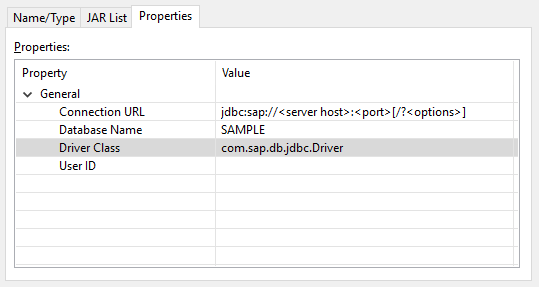 Name/Type JAR List Properties
Properties:
Property Value
General
Connection URL jdbc:sap://<server host>:<port>[/?<options>]
Database Name SAMPLE
Driver Class com.sap.db.jdbc.Driver
User ID